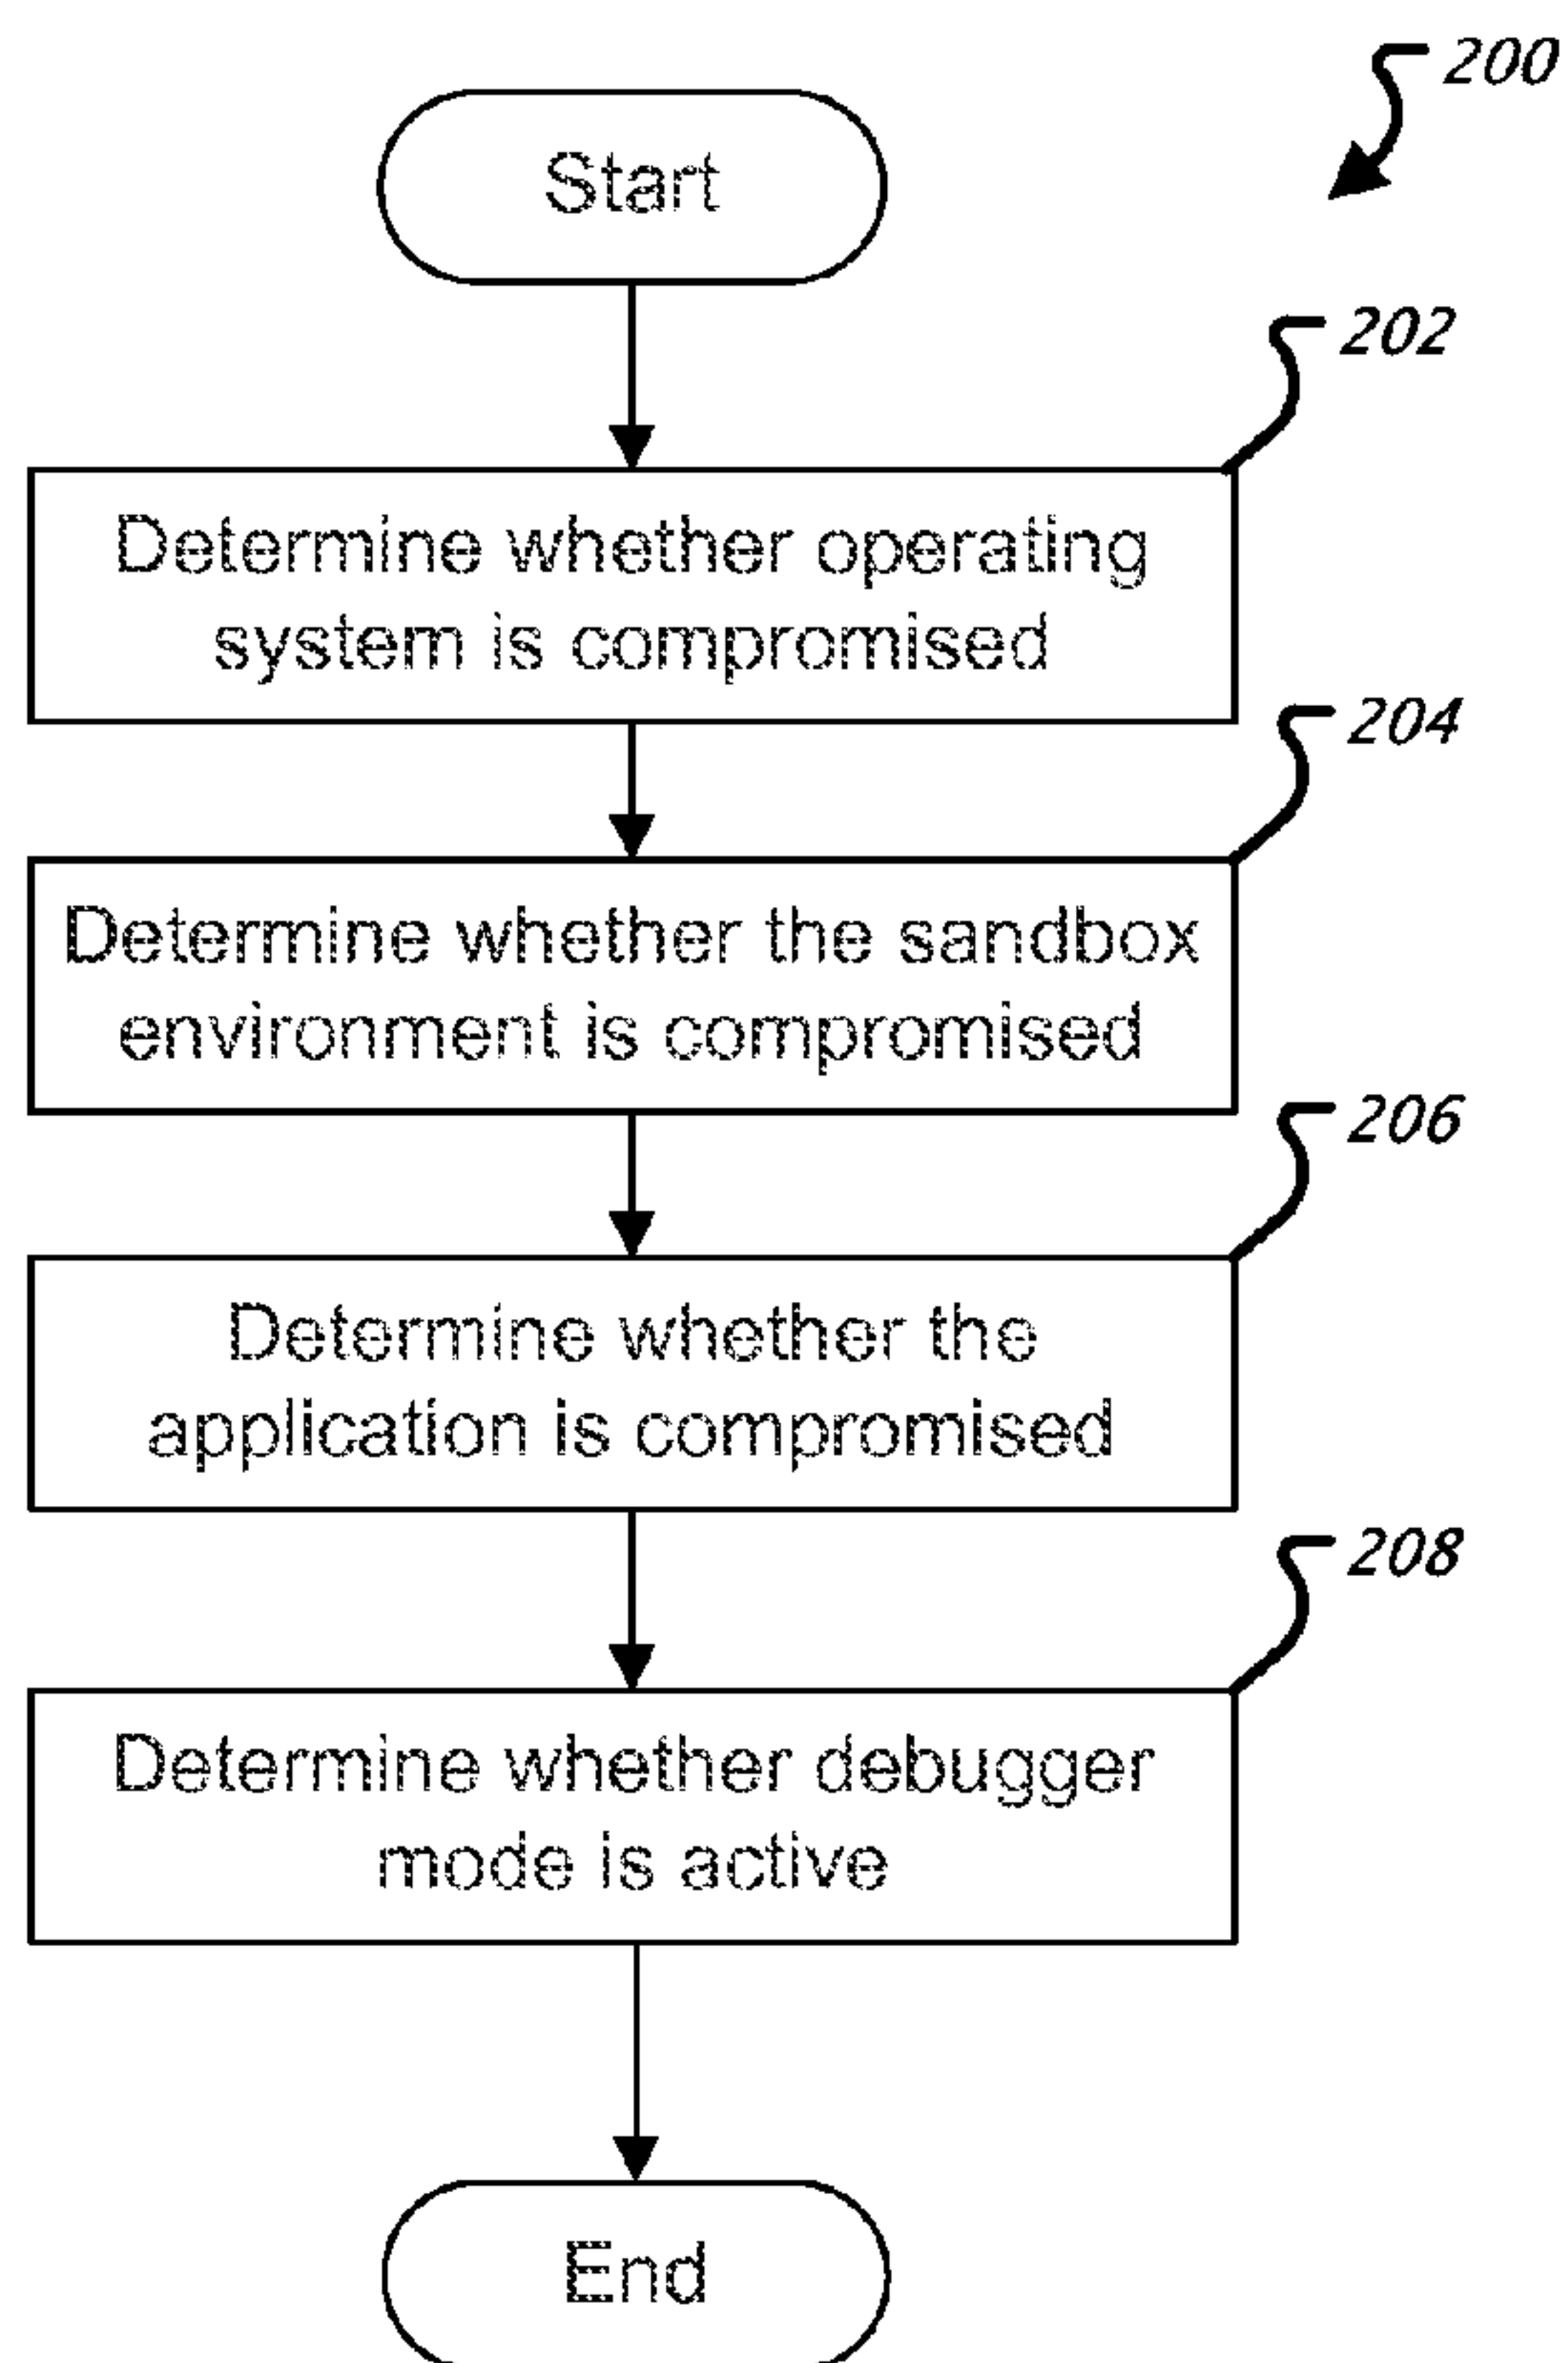 200
Start
202
Determine whether operating
system is compromised
204
Determine whether the sandbox
environment is compromised
206
Determine whether the
application is compromised
208
Determine whether debugger
mode is active
End